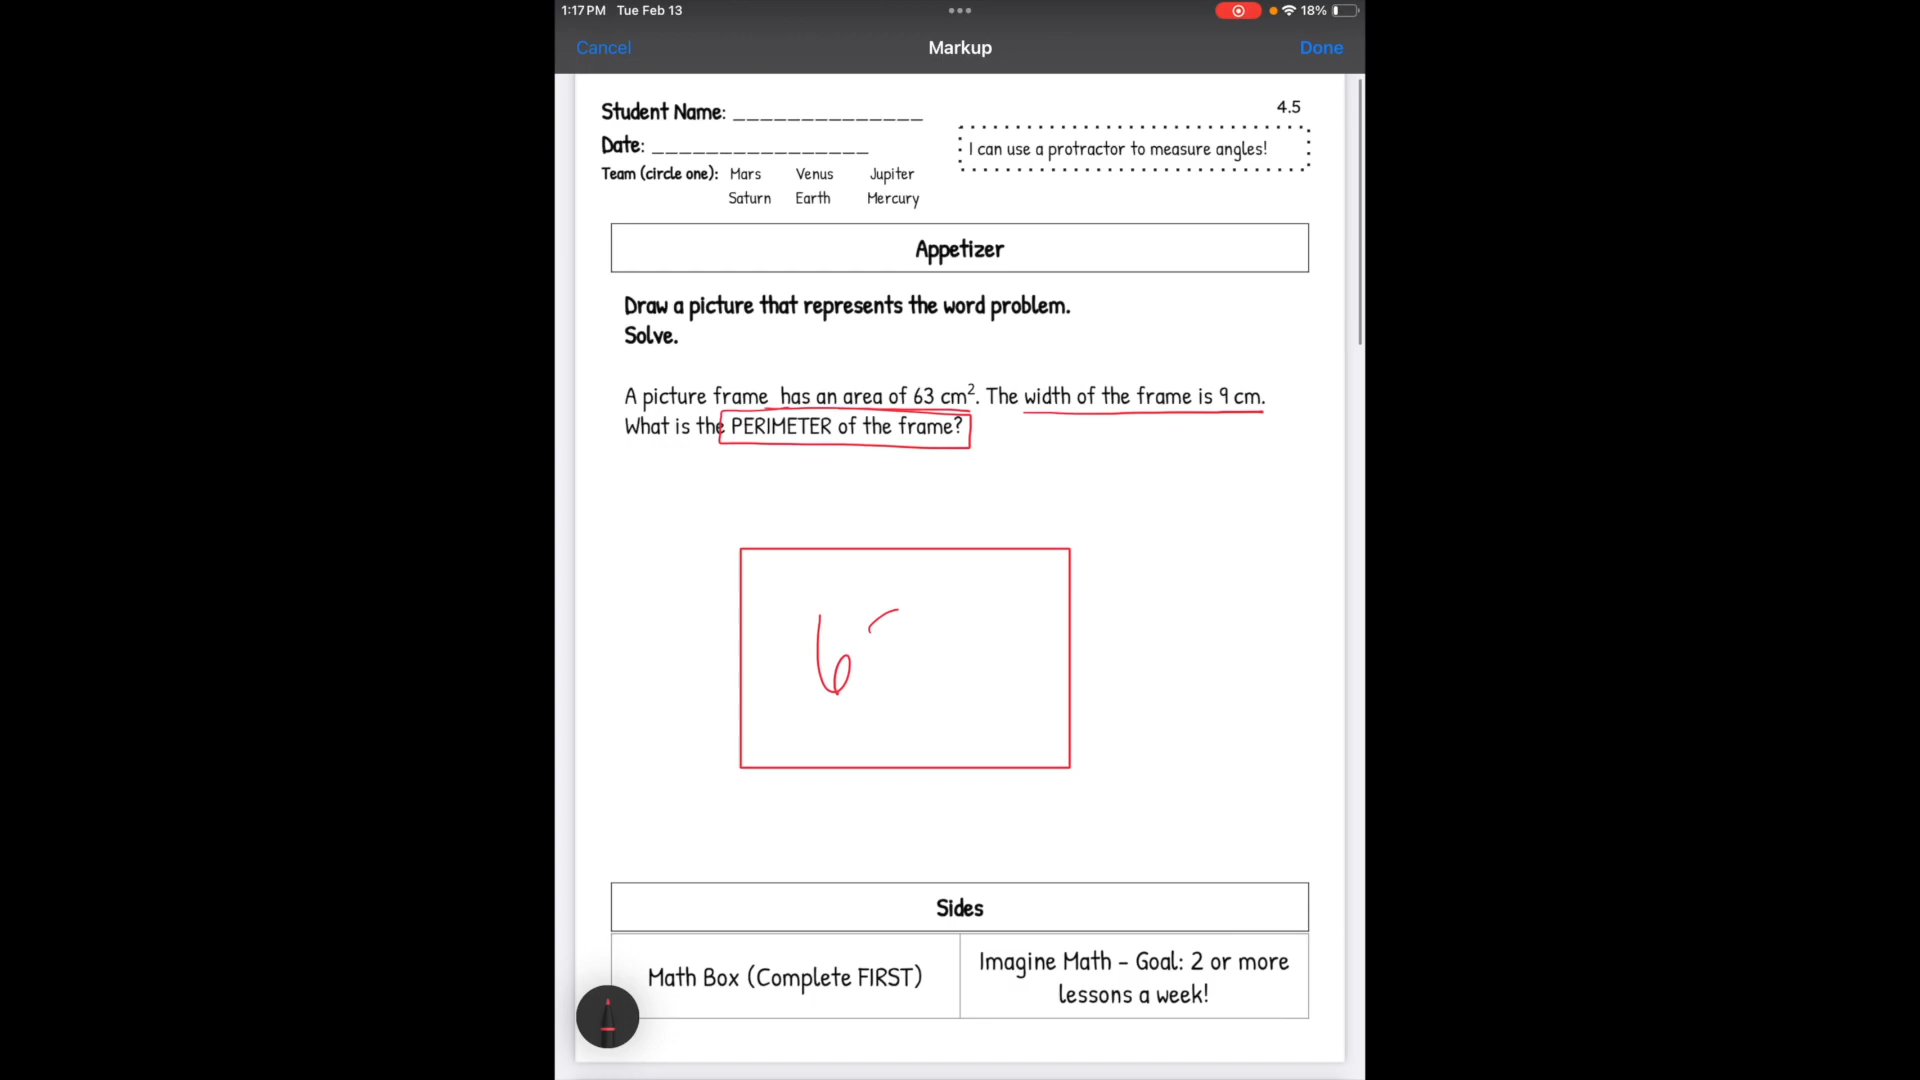 1:17 PM Tue Feb 13 18%
Cancel Markup Done
Student Name: ______________
4.5
Date: ________________
I can use a protractor to measure angles!
Team (circle one): Mars Venus Jupiter
Saturn Earth Mercury
Appetizer
Draw a picture that represents the word problem.
Solve.
A picture frame has an area of 63 cm². The width of the frame is 9 cm.
What is the PERIMETER of the frame?
6
Sides
Math Box (Complete FIRST)
Imagine Math - Goal: 2 or more
lessons a week!